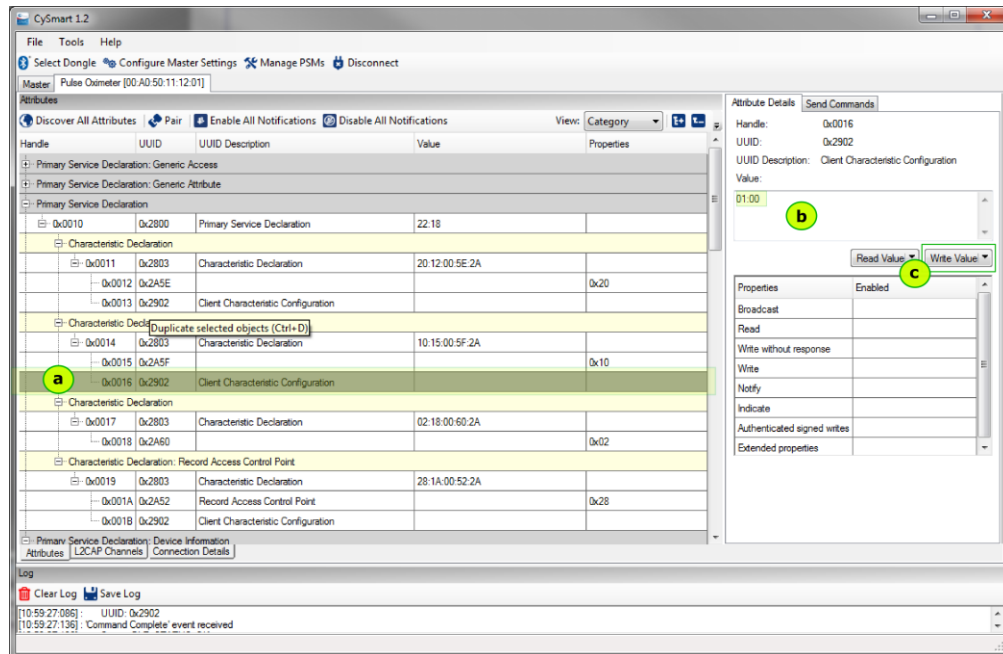 CySmart 1.2
File Tools Help
Select Dongle Configure Master Settings Manage PSMs Disconnect
Master Pulse Oximeter [00:A0:50:11:12:01]
Attributes
Discover All Attributes Pair Enable All Notifications Disable All Notifications View: Category
Handle UUID UUID Description Value Properties
Primary Service Declaration: Generic Access
Primary Service Declaration: Generic Attribute
Primary Service Declaration
0x0010 0x2800 Primary Service Declaration 22:18
Characteristic Declaration
0x0011 0x2803 Characteristic Declaration 20:12:00:5E:2A
0x0012 0x2A5E 0x20
0x0013 0x2902 Client Characteristic Configuration
Characteristic Duplicate selected objects (Ctrl+D)
0x0014 0x2803 Characteristic Declaration 10:15:00:5F:2A
0x0015 0x2A5F 0x10
a 0x0016 0x2902 Client Characteristic Configuration
Characteristic Declaration
0x0017 0x2803 Characteristic Declaration 02:18:00:60:2A
0x0018 0x2A60 0x02
Characteristic Declaration: Record Access Control Point
0x0019 0x2803 Characteristic Declaration 28:1A:00:52:2A
0x001A 0x2A52 Record Access Control Point 0x28
0x001B 0x2902 Client Characteristic Configuration
Primary Service Declaration: Device Information
Attributes L2CAP Channels Connection Details
Attribute Details Send Commands
Handle: 0x0016
UUID: 0x2902
UUID Description: Client Characteristic Configuration
Value:
01:00
b
Read Value Write Value
c
Properties Enabled
Broadcast
Read
Write without response
Write
Notify
Indicate
Authenticated signed writes
Extended properties
Log
Clear Log Save Log
[10:59:27:086] : UUID: 0x2902
[10:59:27:136] : 'Command Complete' event received